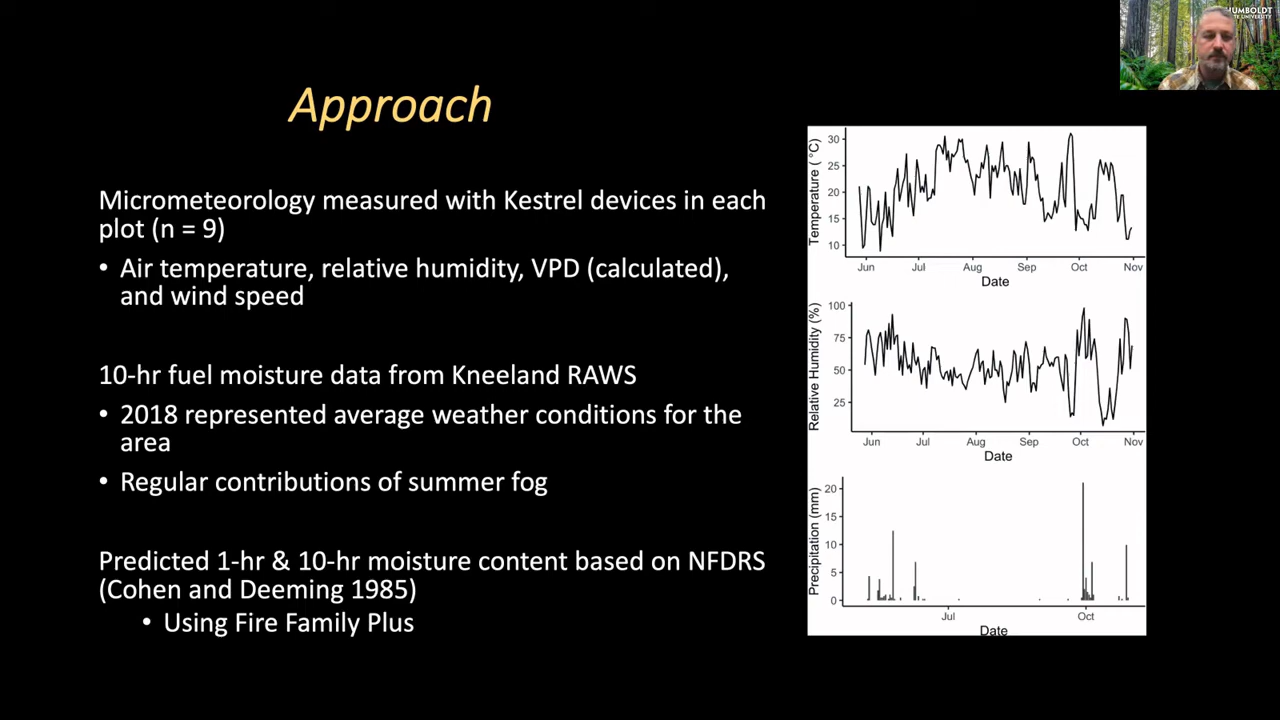 HUMBOLDT
TE UNIVERSITY
Approach
Micrometeorology measured with Kestrel devices in each
plot (n = 9)
• Air temperature, relative humidity, VPD (calculated),
and wind speed
10-hr fuel moisture data from Kneeland RAWS
• 2018 represented average weather conditions for the
area
• Regular contributions of summer fog
Predicted 1-hr & 10-hr moisture content based on NFDRS
(Cohen and Deeming 1985)
• Using Fire Family Plus
Temperature (°C)
30
25
20
15
10
Jun Jul Aug Sep Oct Nov
Date
Relative Humidity (%)
100
75
50
25
Jun Jul Aug Sep Oct Nov
Date
Precipitation (mm)
20
15
10
5
0
Jul Oct
Date